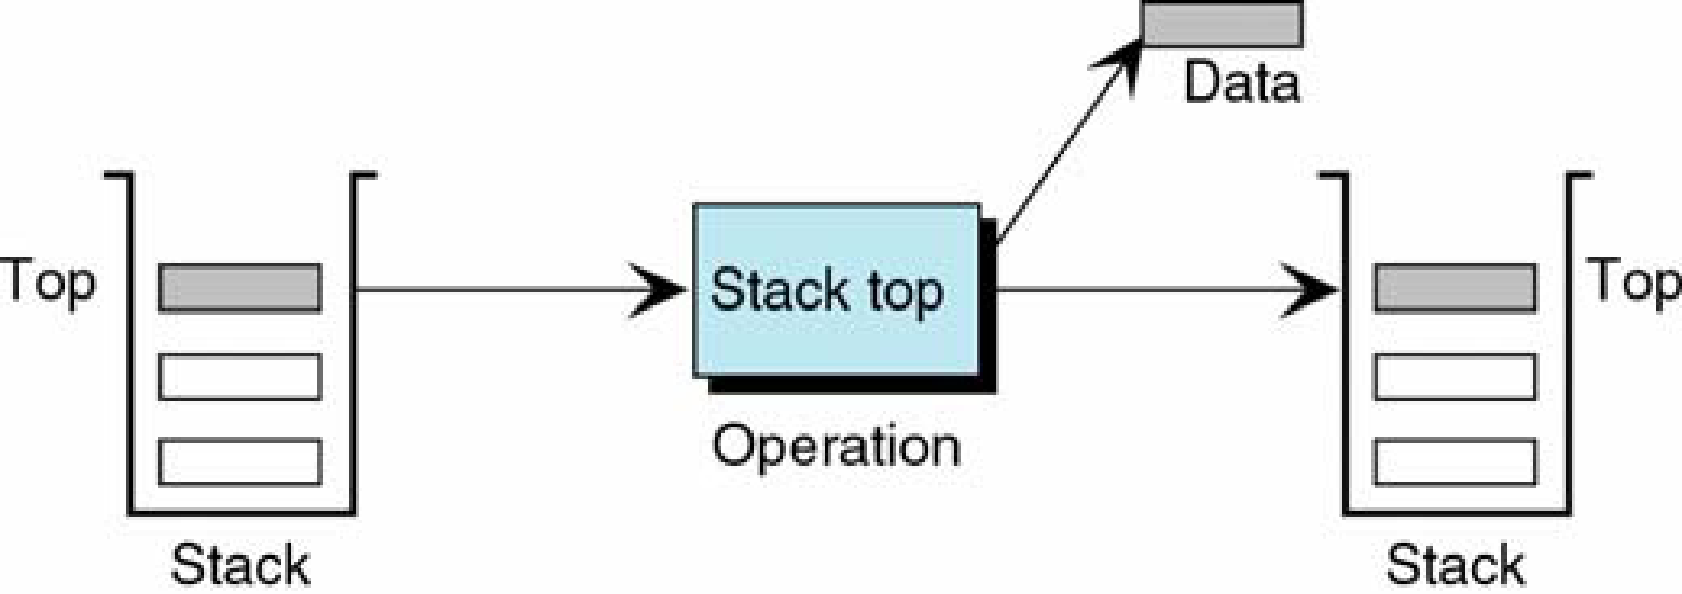 Data
Top
Stack top
Top
Operation
Stack
Stack